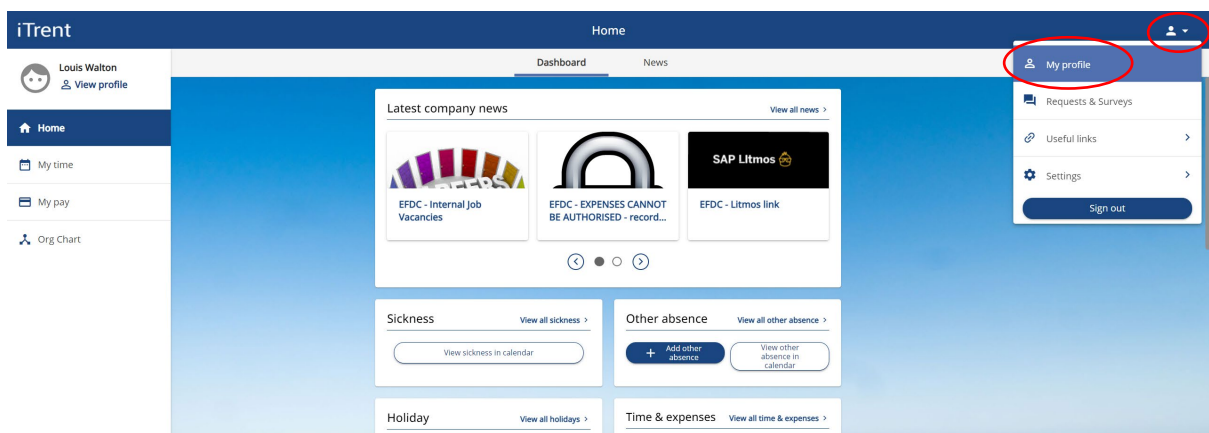 iTrent
Home
Louis Walton
View profile
Home
My time
My pay
Org Chart
Dashboard
News
Latest company news
View all news >
CAREERS
EFDC - Internal Job
Vacancies
EFDC - EXPENSES CANNOT
BE AUTHORISED - record...
SAP LItmos
EFDC - Litmos link
Sickness
View all sickness >
View sickness in calendar
Other absence
View all other absence >
+ Add other
absence
View other
absence in
calendar
Holiday
View all holidays >
Time & expenses
View all time & expenses >
My profile
Requests & Surveys
Useful links >
Settings >
Sign out